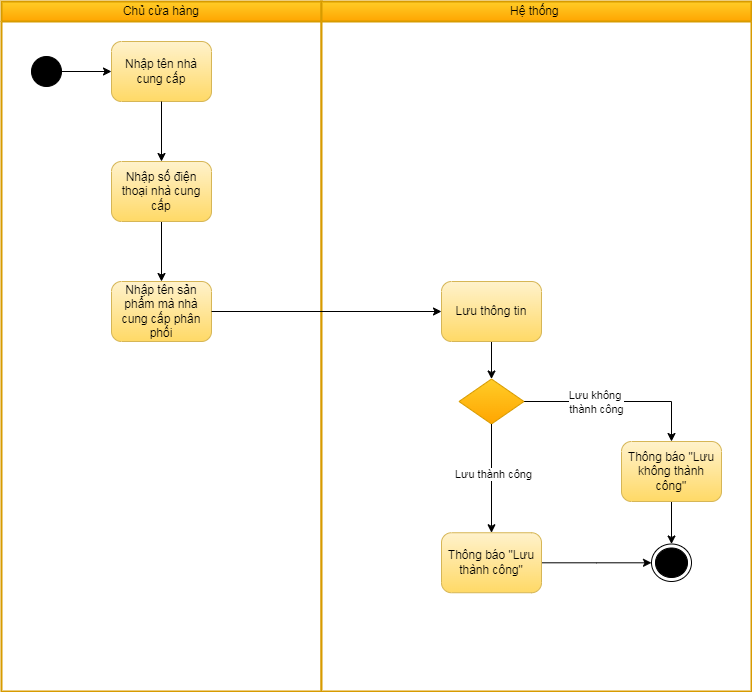 Chủ cửa hàng
Hệ thống
Nhập tên nhà
cung cấp
Nhập số điện
thoại nhà cung
cấp
Nhập tên sản
phẩm mà nhà
cung cấp phân
phối
Lưu thông tin
Lưu không
thành công
Thông báo "Lưu
không thành
công"
Lưu thành công
Thông báo "Lưu
thành công"